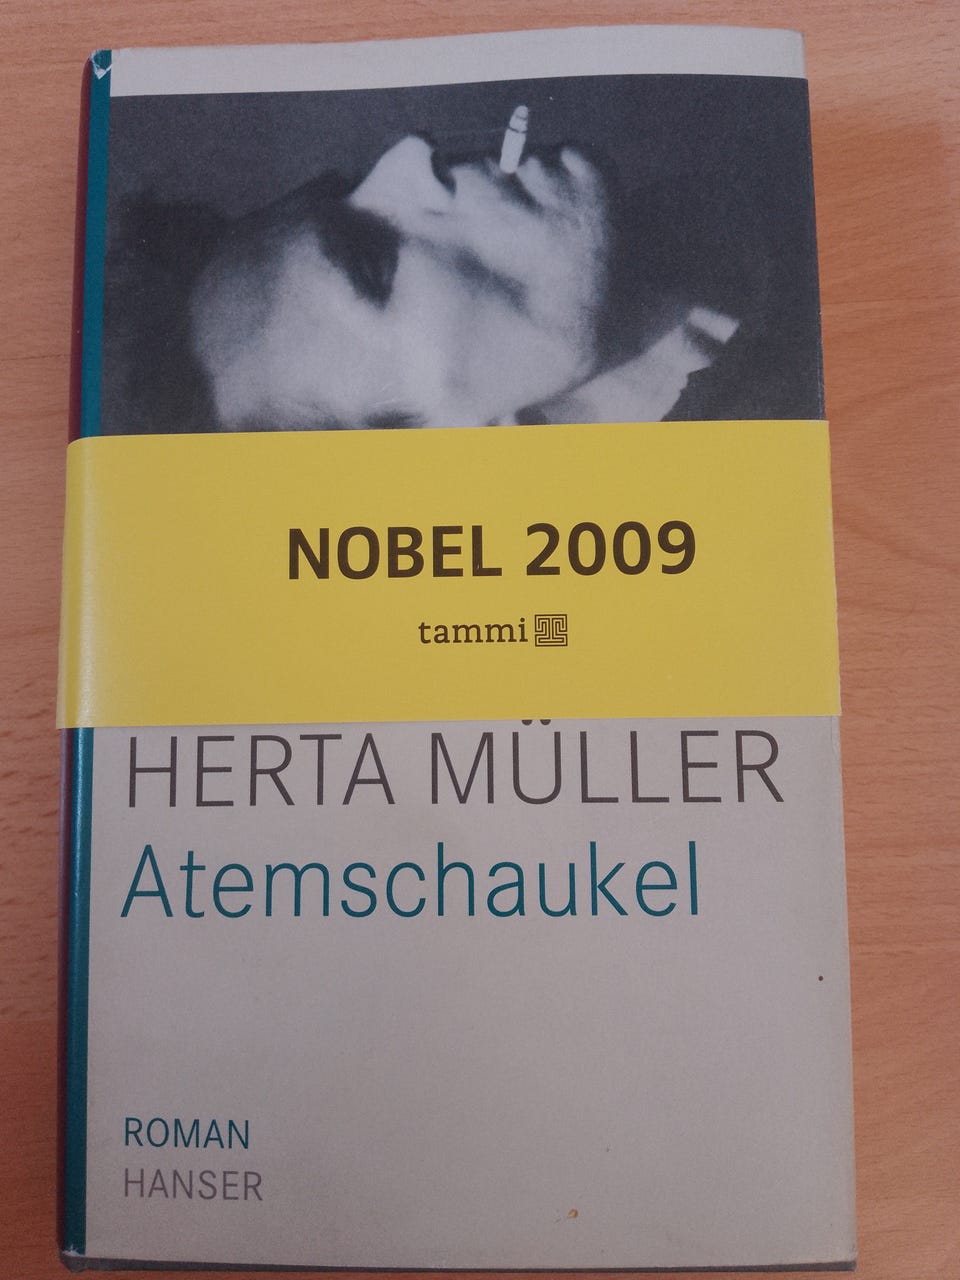 NOBEL 2009
tammi
HERTA MÜLLER
Atemschaukel
ROMAN
HANSER